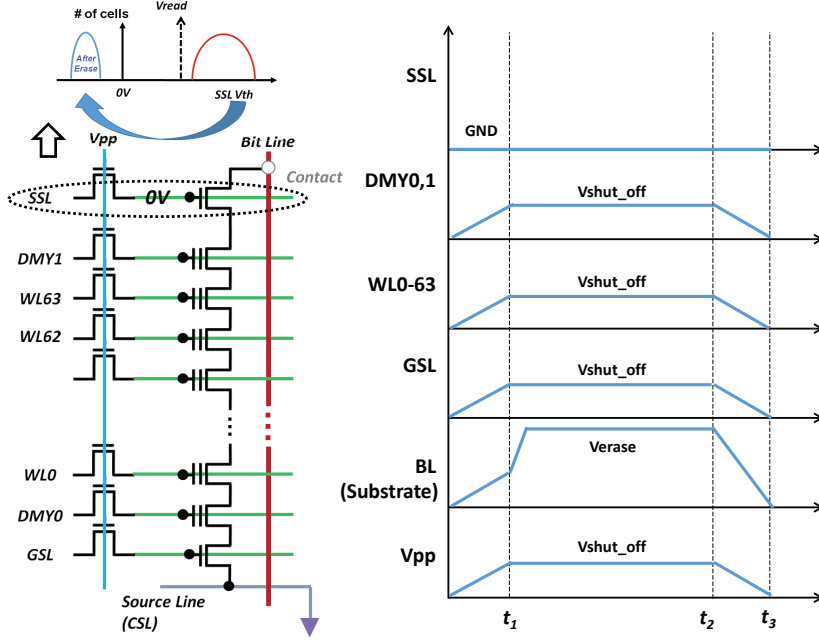 # of cells
Vread
After
Erase
0V
SSL Vth
Vpp
Bit Line
Contact
SSL
0V
DMY1
WL63
WL62
WL0
DMY0
GSL
Source Line
(CSL)
SSL
GND
DMY0,1
Vshut_off
WL0-63
Vshut_off
GSL
Vshut_off
BL
(Substrate)
Verase
Vpp
Vshut_off
t1
t2
t3